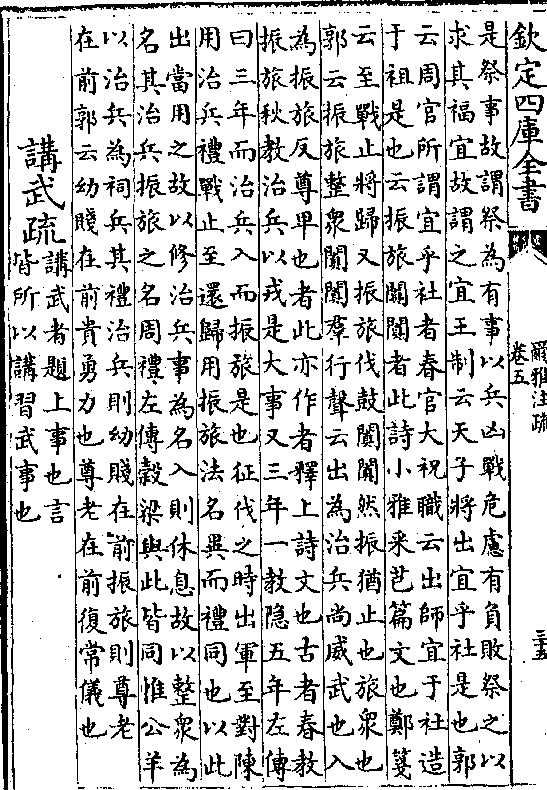 欽定四庫全書
爾雅注疏
卷五
三十五
是祭事故謂祭為有事以兵凶戰危慮有負敗祭之以
求其福宜故謂之宜王制云天子將出宜乎社是也郭
云周官所謂宜乎社者春官大祝職云出師宜于社造
于祖是也云振旅闐闐者此詩小雅采芑篇文也鄭箋
云至戰止將歸又振旅伐鼓闐闐然振猶止也旅衆也
郭云振旅整衆闐闐羣行聲云出為治兵尚威武也入
為振旅反尊卑也者此亦作者釋上詩文也古者春教
振旅秋教治兵以戎是大事又三年一教隐五年左傳
曰三年而治兵入而振旅是也征伐之時出軍至對陳
用治兵禮戰止至還歸用振旅法名異而禮同也以此
出當用之故以修治兵事為名入則休息故以整衆為
名其治兵振旅之名周禮左傳穀梁與此皆同惟公羊
以治兵為祠兵其禮治兵則幼賤在前振旅則尊老
在前郭云幼賤在前貴勇力也尊老在前復常儀也
講武疏
講武者題上事也言
皆所以講習武事也